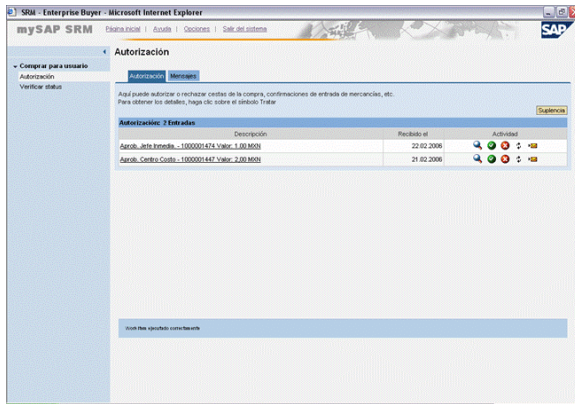 SRM - Enterprise Buyer - Microsoft Internet Explorer
mySAP SRM Página inicial | Ayuda | Opciones | Salir del sistema SAP
Autorización
Comprar para usuario
Autorización
Verificar status
Autorización Mensajes
Aquí puede autorizar o rechazar cestas de la compra, confirmaciones de entrada de mercancías, etc.
Para obtener los detalles, haga clic sobre el símbolo Tratar
Suplencia
Autorización: 2 Entradas
Descripción Recibido el Actividad
Aprob. Jefe Inmedia. - 1000001474 Valor: 1,00 MXN 22.02.2006
Aprob. Centro Costo - 1000001447 Valor: 2,00 MXN 21.02.2006
Work item ejecutado correctamente